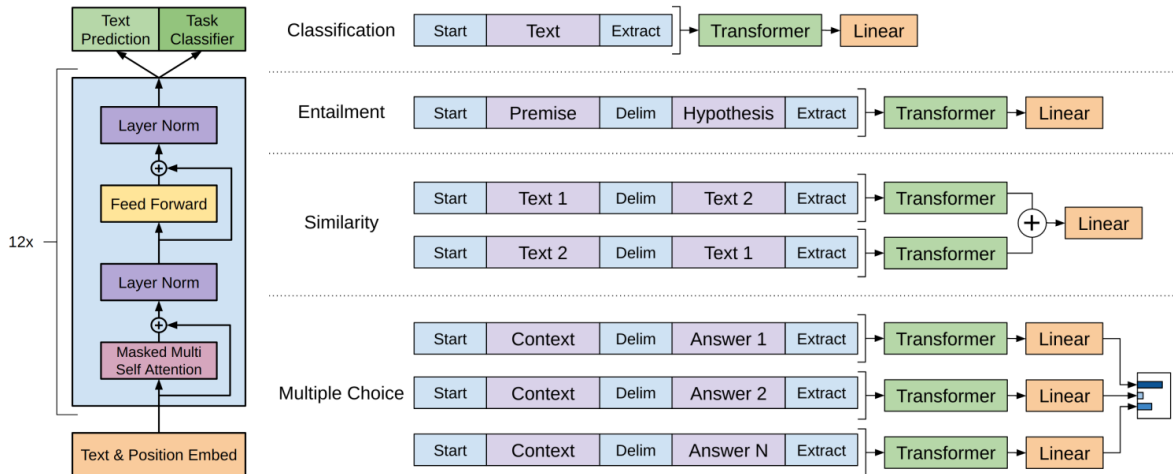 Text
Prediction
Task
Classifier
Layer Norm
+
Feed Forward
12x
Layer Norm
+
Masked Multi
Self Attention
Text & Position Embed
Classification Start Text Extract Transformer Linear
Entailment Start Premise Delim Hypothesis Extract Transformer Linear
Start Text 1 Delim Text 2 Extract Transformer
Similarity + Linear
Start Text 2 Delim Text 1 Extract Transformer
Start Context Delim Answer 1 Extract Transformer Linear
Multiple Choice Start Context Delim Answer 2 Extract Transformer Linear
Start Context Delim Answer N Extract Transformer Linear